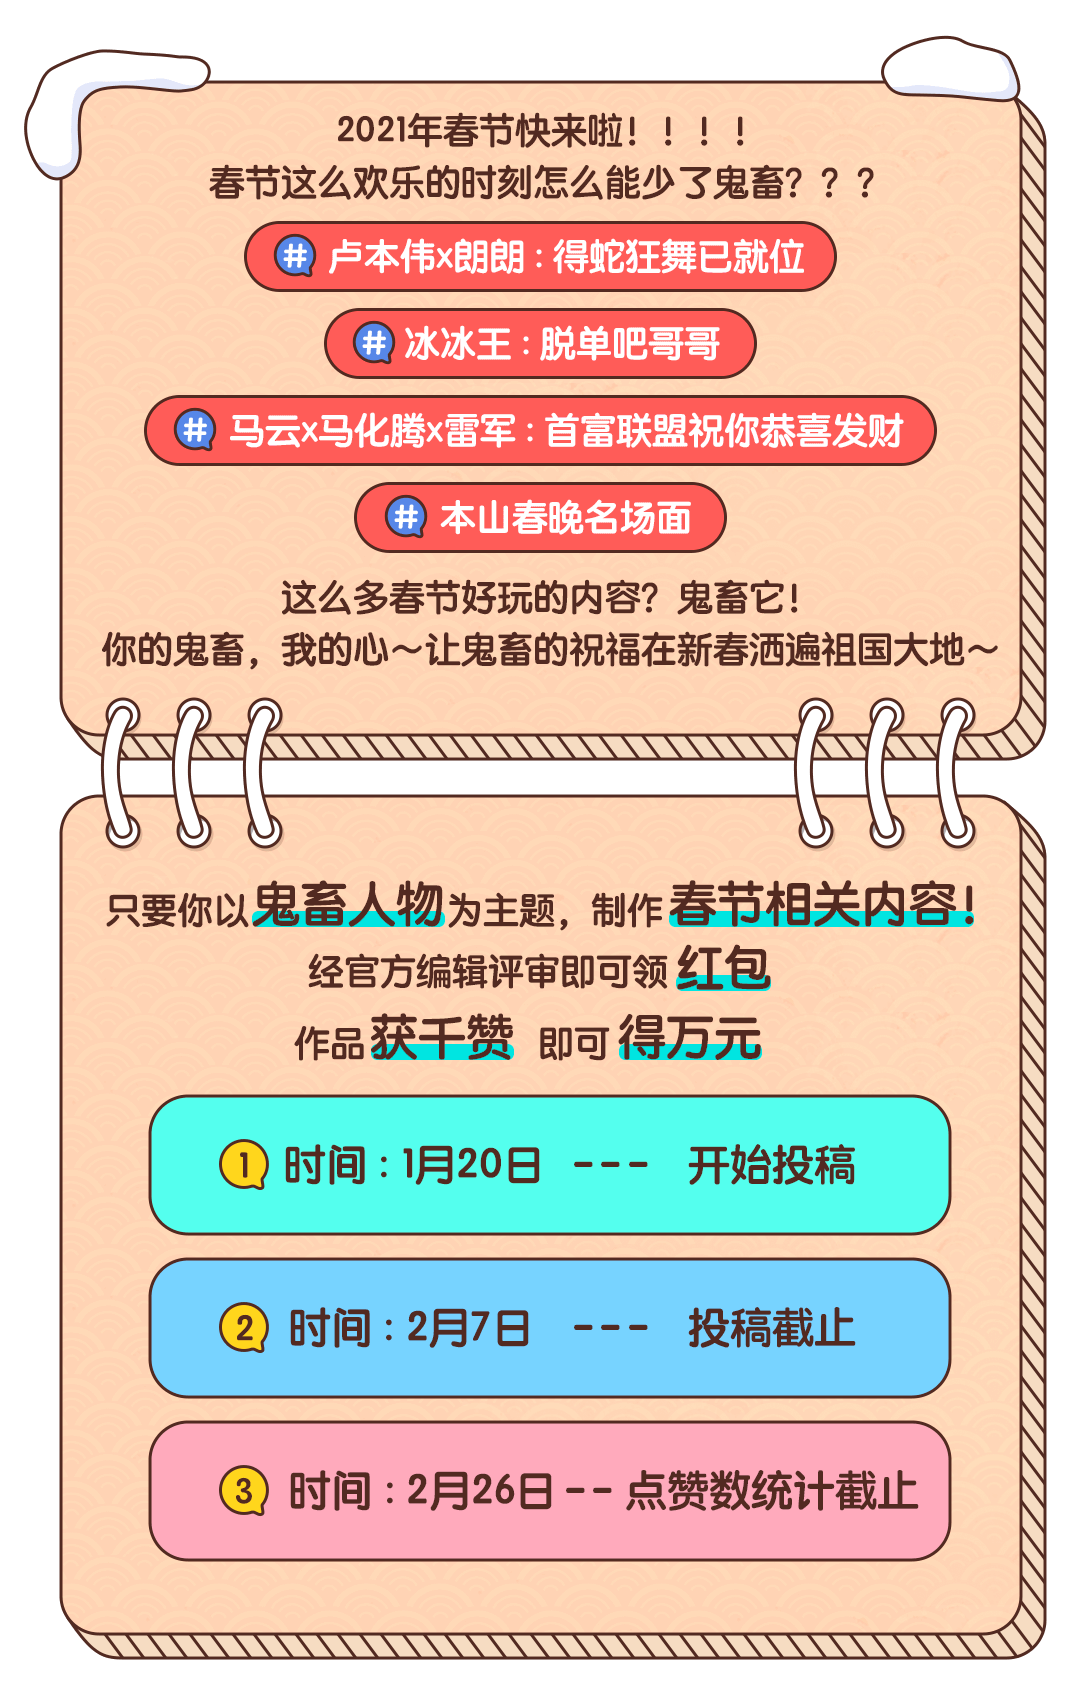 2021年春节快来啦！！！！
春节这么欢乐的时刻怎么能少了鬼畜？？？
# 卢本伟x朗朗：得蛇狂舞已就位
# 冰冰王：脱单吧哥哥
# 马云x马化腾x雷军：首富联盟祝你恭喜发财
# 本山春晚名场面
这么多春节好玩的内容？鬼畜它！
你的鬼畜，我的心～让鬼畜的祝福在新春洒遍祖国大地～
只要你以鬼畜人物为主题，制作春节相关内容！
经官方编辑评审即可领 红包
作品获千赞 即可 得万元
1 时间：1月20日 --- 开始投稿
2 时间：2月7日 --- 投稿截止
3 时间：2月26日 -- 点赞数统计截止